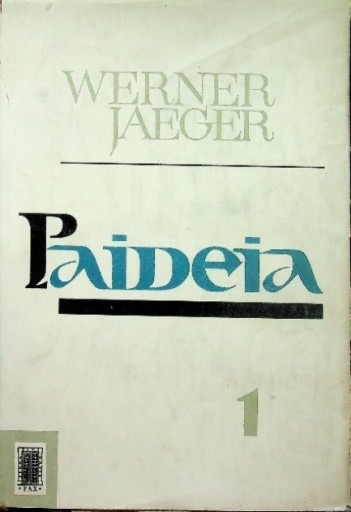 WERNER
JAEGER
Paideia
1
PAX